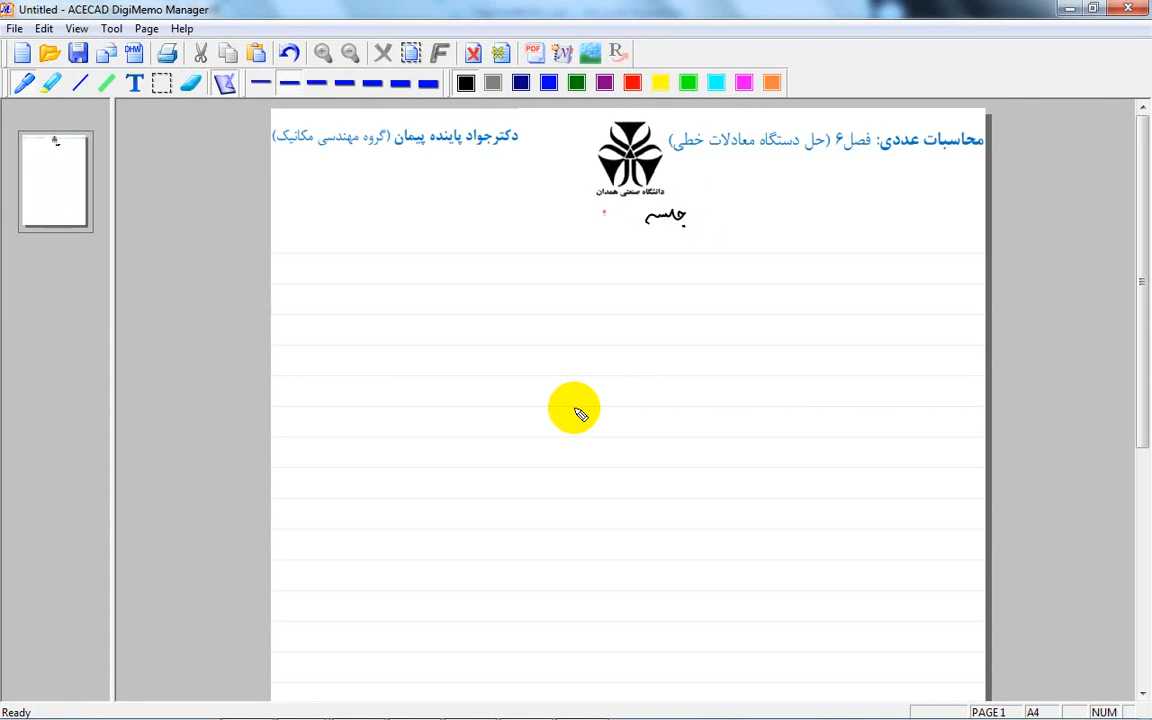 Untitled - ACECAD DigiMemo Manager
File Edit View Tool Page Help
محاسبات عددی: فصل۶ (حل دستگاه معادلات خطی)
دکترجواد پاینده پیمان (گروه مهندسی مکانیک)
دانشگاه صنعتی همدان
جلسه
Ready
PAGE 1 A4 NUM